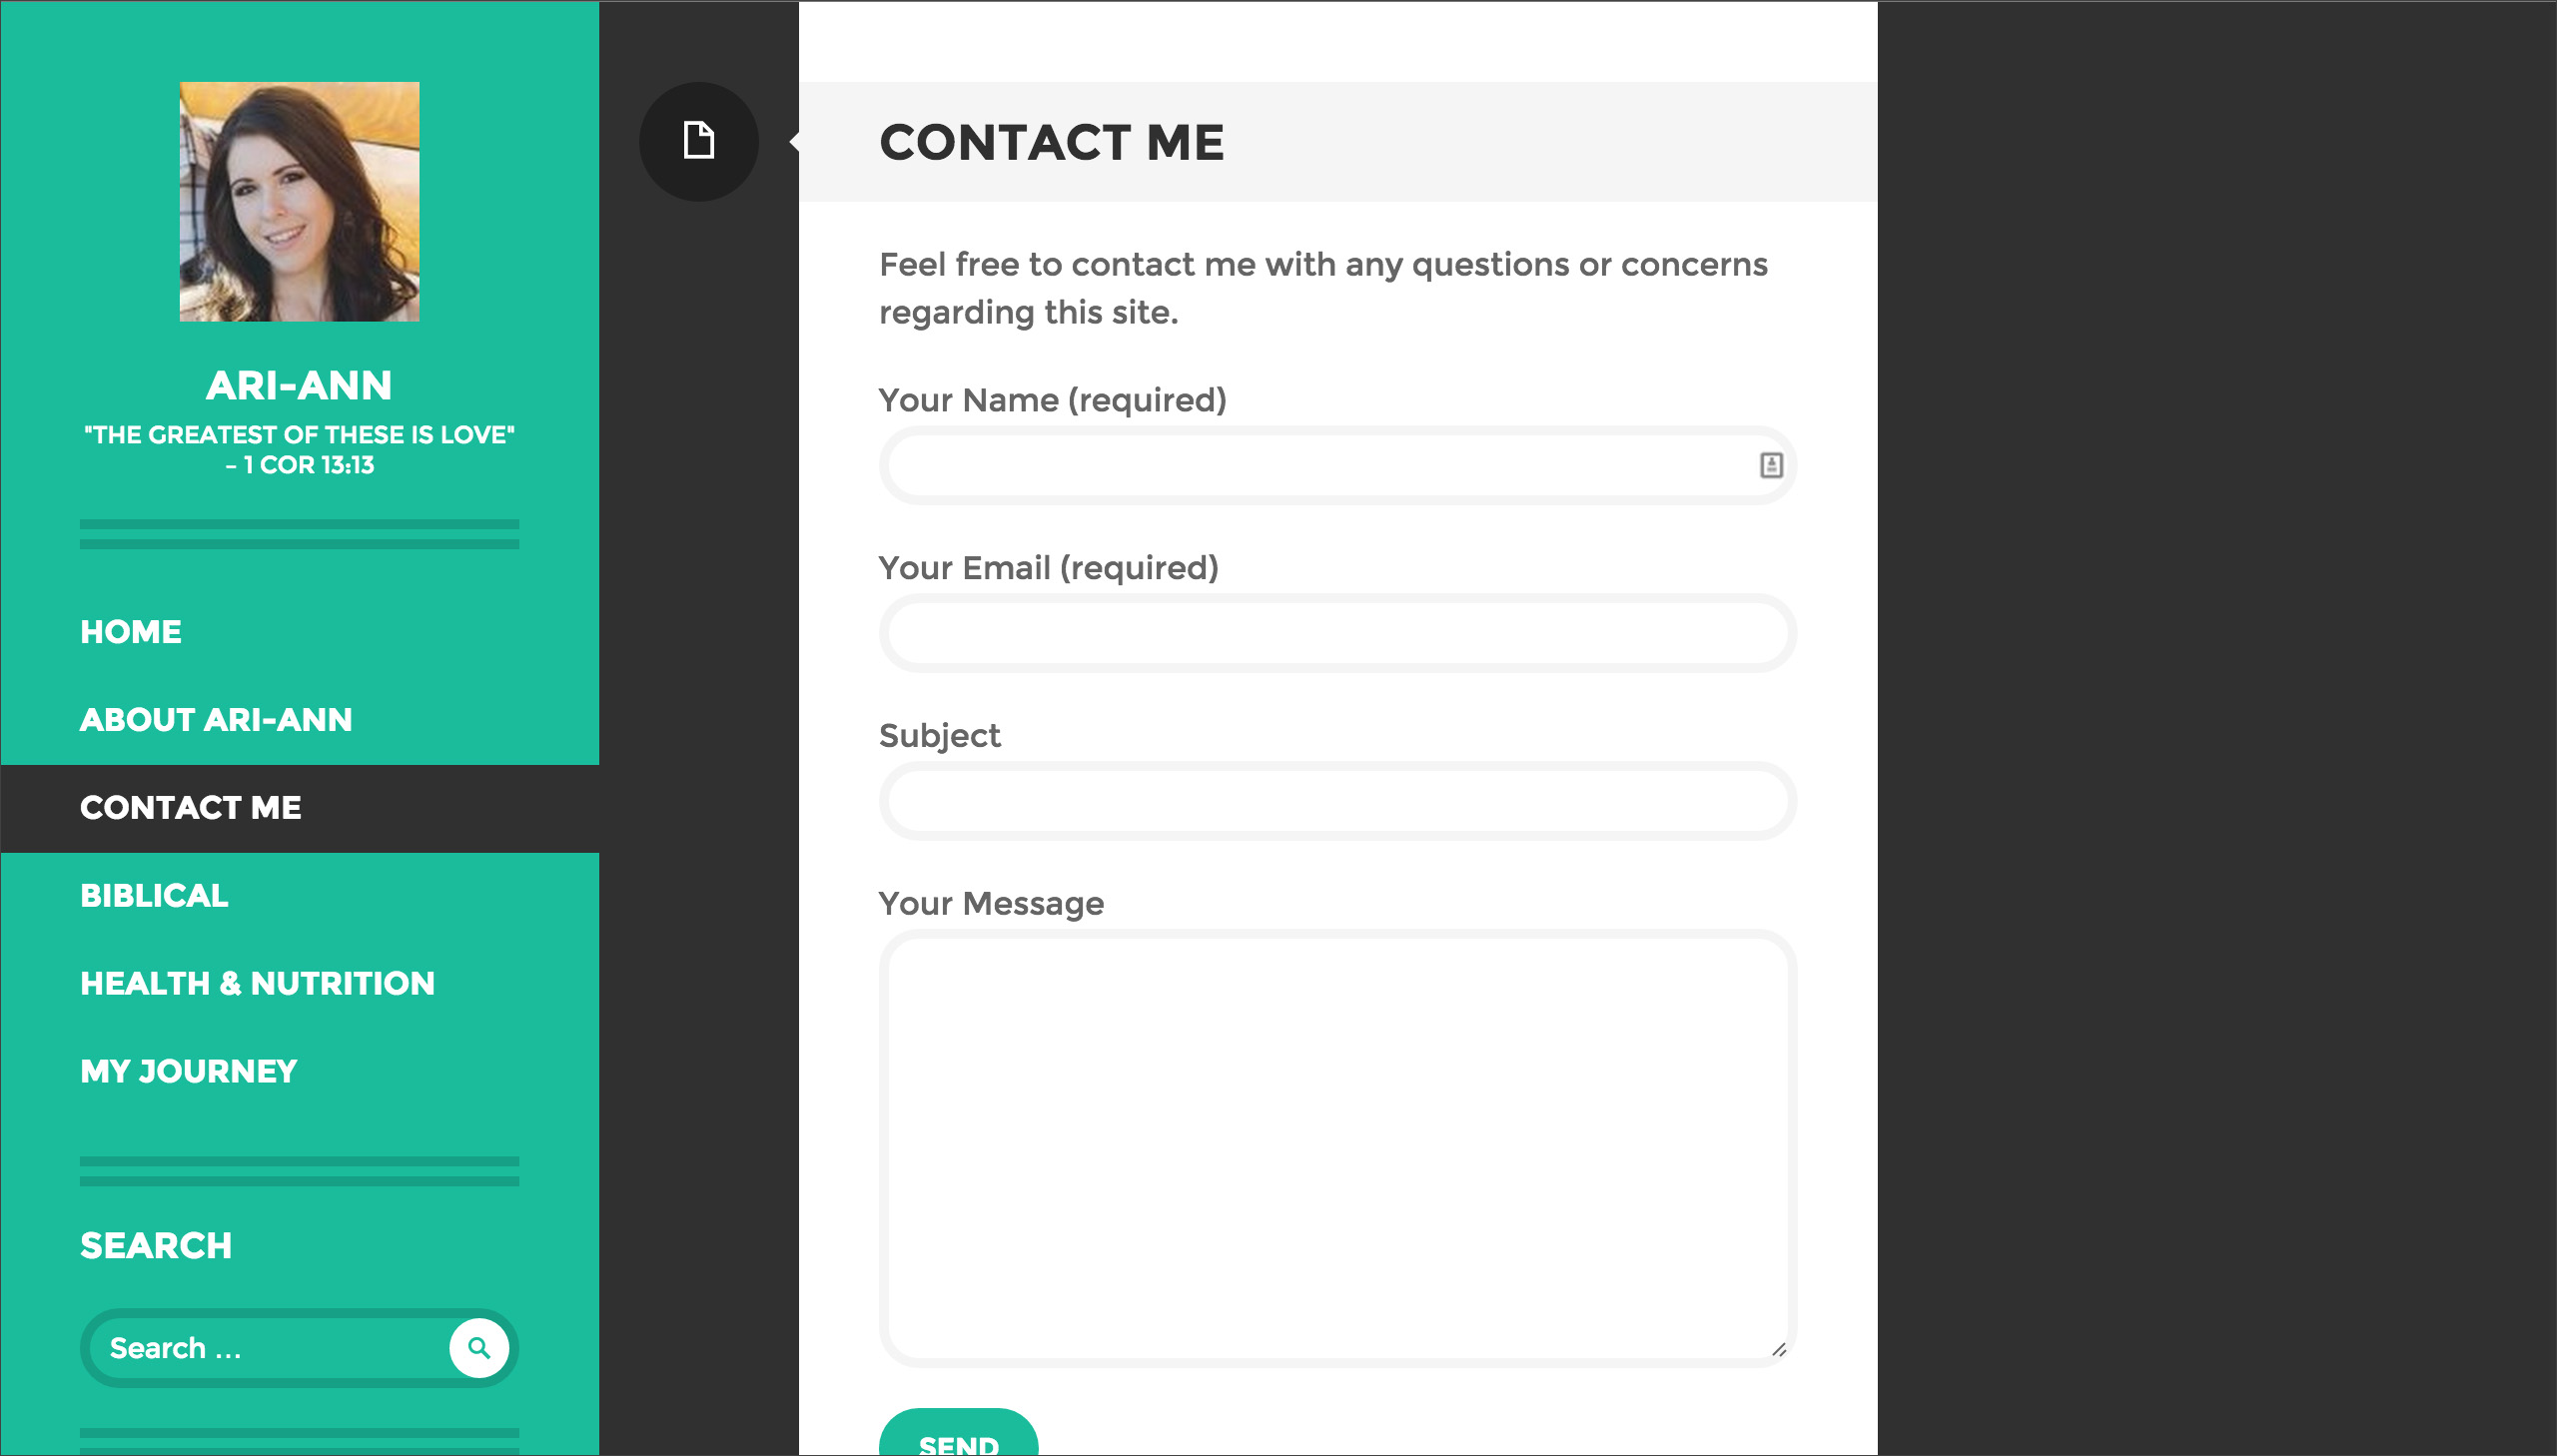 ARI-ANN
"THE GREATEST OF THESE IS LOVE"
– 1 COR 13:13
HOME
ABOUT ARI-ANN
CONTACT ME
BIBLICAL
HEALTH & NUTRITION
MY JOURNEY
SEARCH
Search ...
CONTACT ME
Feel free to contact me with any questions or concerns
regarding this site.
Your Name (required)
Your Email (required)
Subject
Your Message
SEND